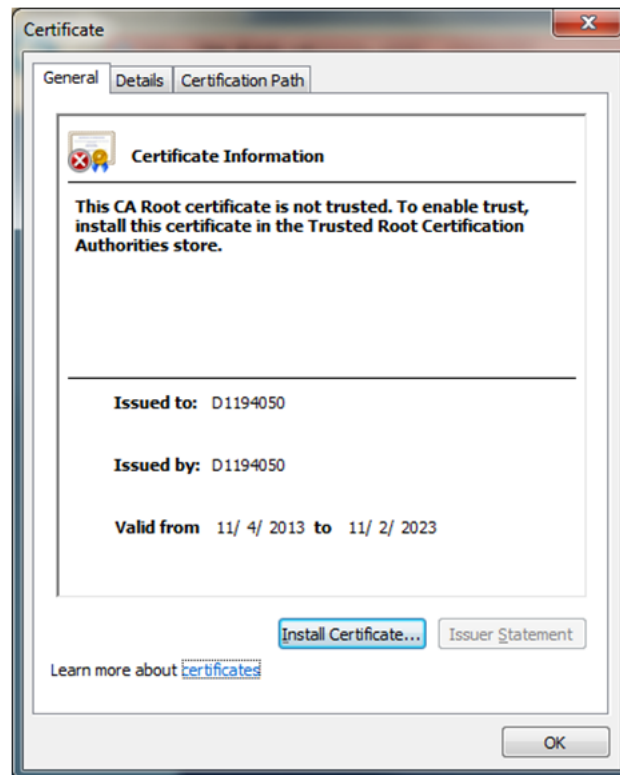 Certificate
General Details Certification Path
Certificate Information
This CA Root certificate is not trusted. To enable trust,
install this certificate in the Trusted Root Certification
Authorities store.
Issued to: D1194050
Issued by: D1194050
Valid from 11/ 4/ 2013 to 11/ 2/ 2023
Install Certificate... Issuer Statement
Learn more about certificates
OK